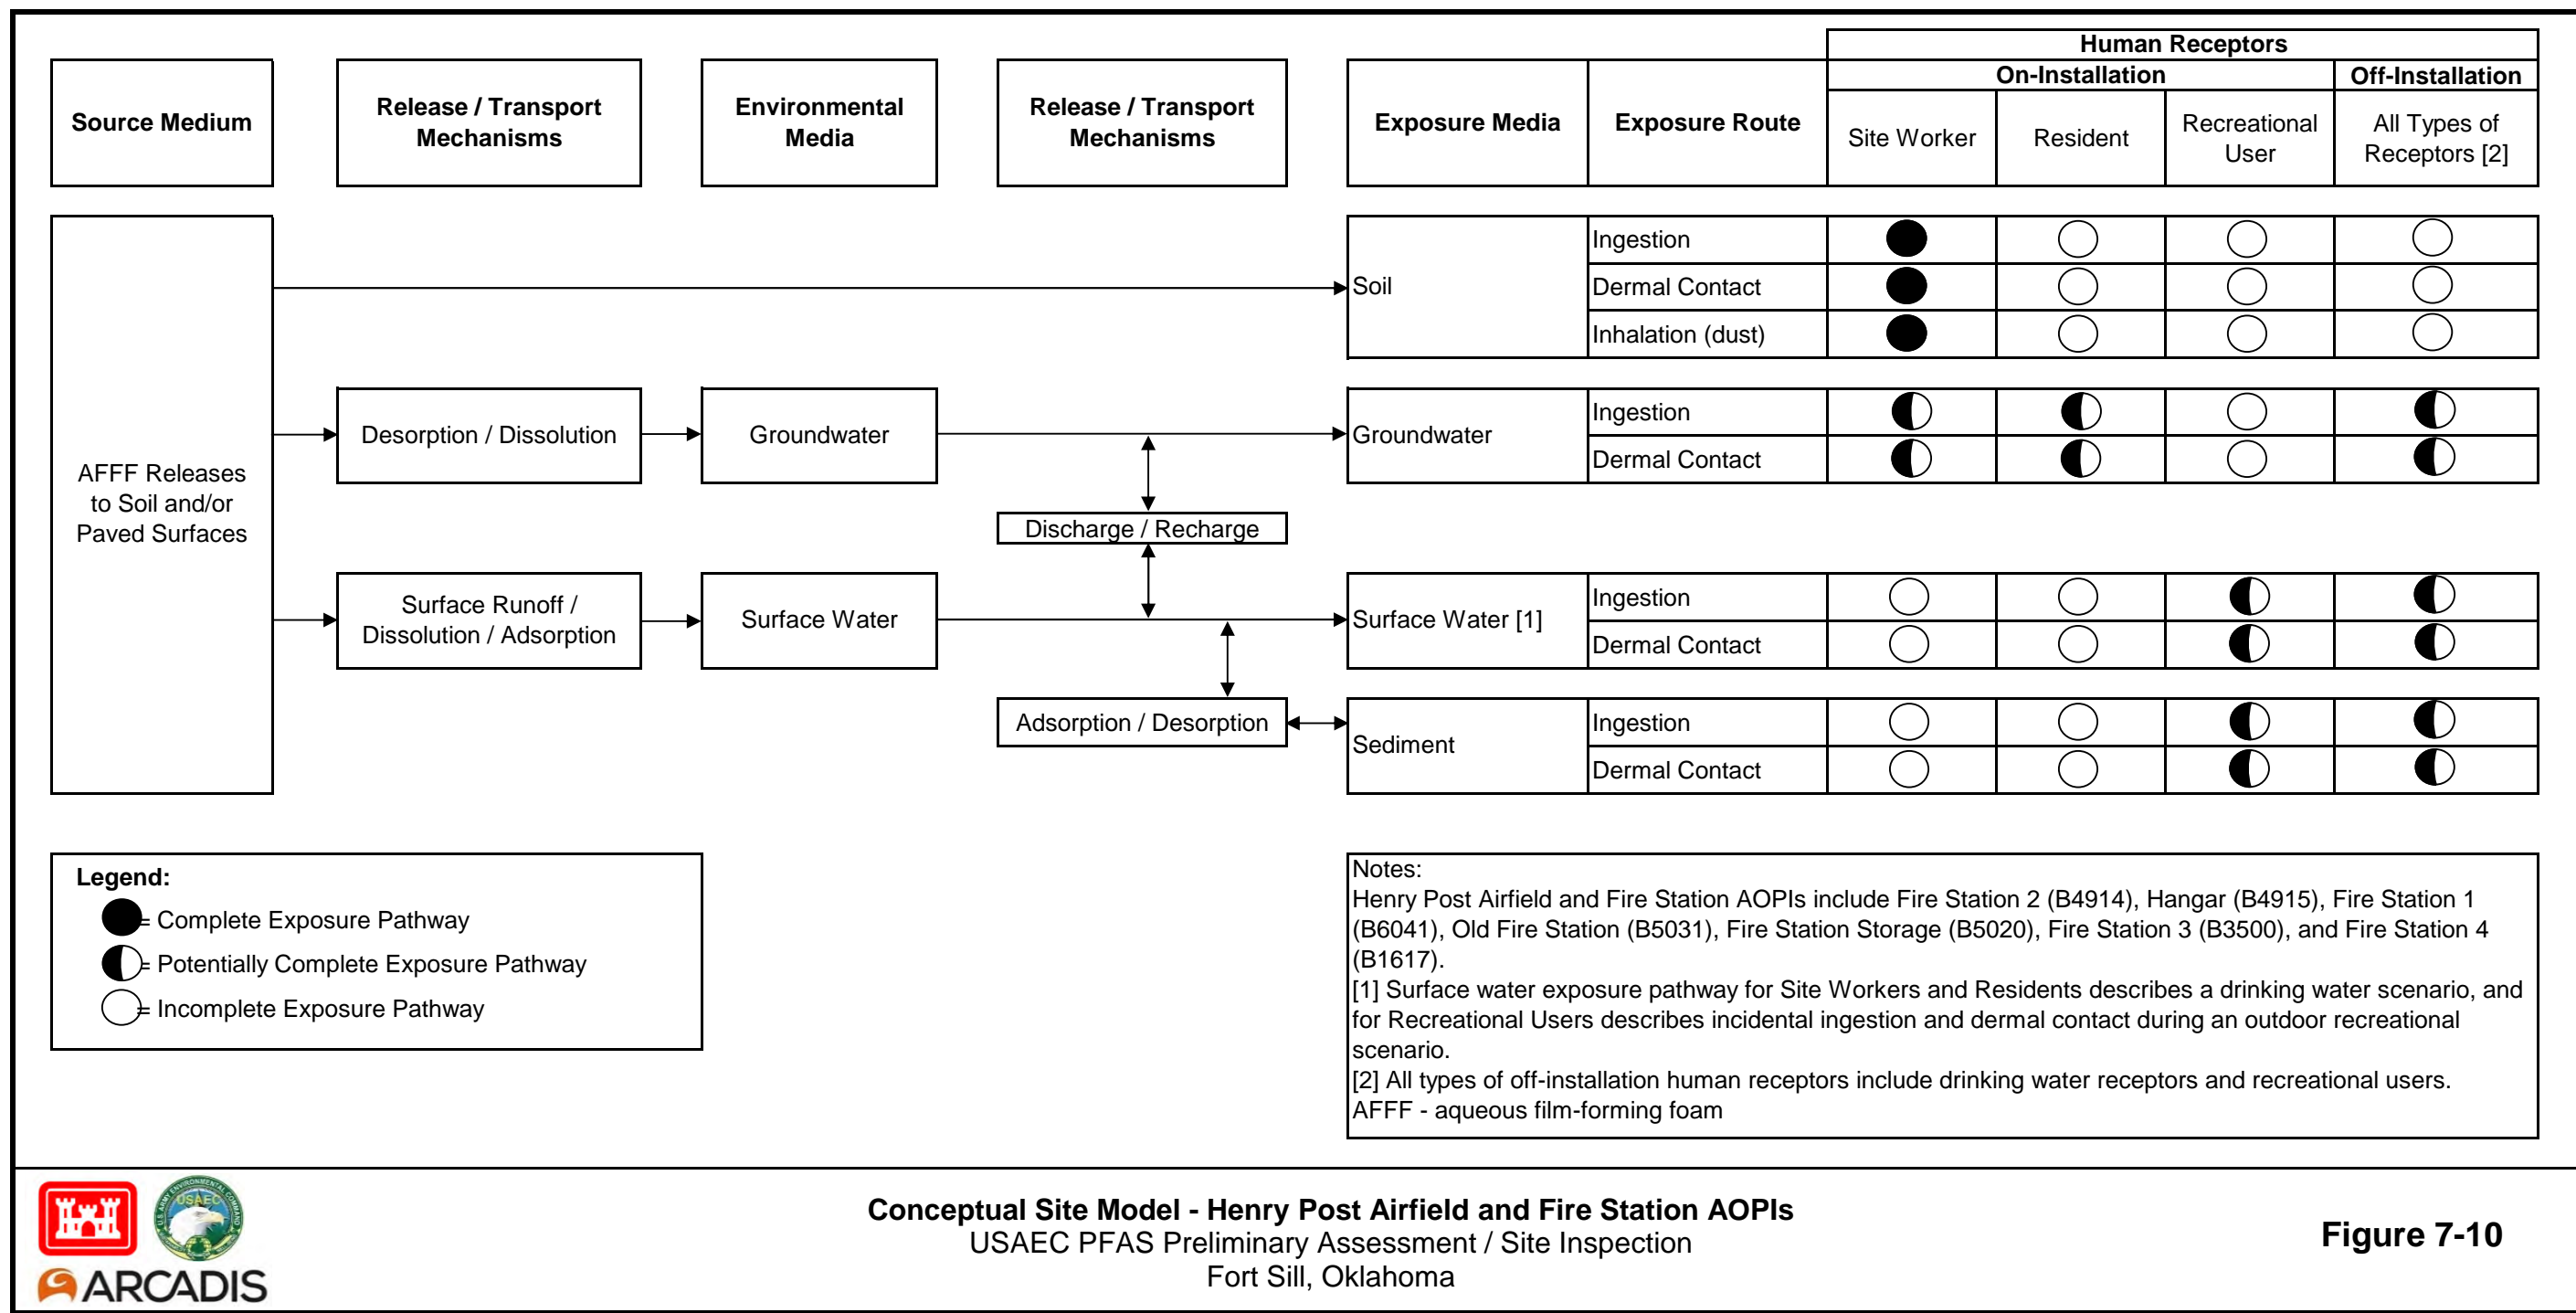 Human Receptors
On-Installation
Off-Installation
Source Medium
Release / Transport
Mechanisms
Environmental
Media
Release / Transport
Mechanisms
Exposure Media
Exposure Route
Site Worker
Resident
Recreational
User
All Types of
Receptors [2]
AFFF Releases
to Soil and/or
Paved Surfaces
Soil
Ingestion
Dermal Contact
Inhalation (dust)
Desorption / Dissolution
Groundwater
Groundwater
Ingestion
Dermal Contact
Discharge / Recharge
Surface Runoff /
Dissolution / Adsorption
Surface Water
Surface Water [1]
Ingestion
Dermal Contact
Adsorption / Desorption
Sediment
Ingestion
Dermal Contact
Legend:
= Complete Exposure Pathway
= Potentially Complete Exposure Pathway
= Incomplete Exposure Pathway
Notes:
Henry Post Airfield and Fire Station AOPIs include Fire Station 2 (B4914), Hangar (B4915), Fire Station 1
(B6041), Old Fire Station (B5031), Fire Station Storage (B5020), Fire Station 3 (B3500), and Fire Station 4
(B1617).
[1] Surface water exposure pathway for Site Workers and Residents describes a drinking water scenario, and
for Recreational Users describes incidental ingestion and dermal contact during an outdoor recreational
scenario.
[2] All types of off-installation human receptors include drinking water receptors and recreational users.
AFFF - aqueous film-forming foam
U.S. ARMY ENVIRONMENTAL COMMAND
USAEC
ARCADIS
Conceptual Site Model - Henry Post Airfield and Fire Station AOPIs
USAEC PFAS Preliminary Assessment / Site Inspection
Fort Sill, Oklahoma
Figure 7-10